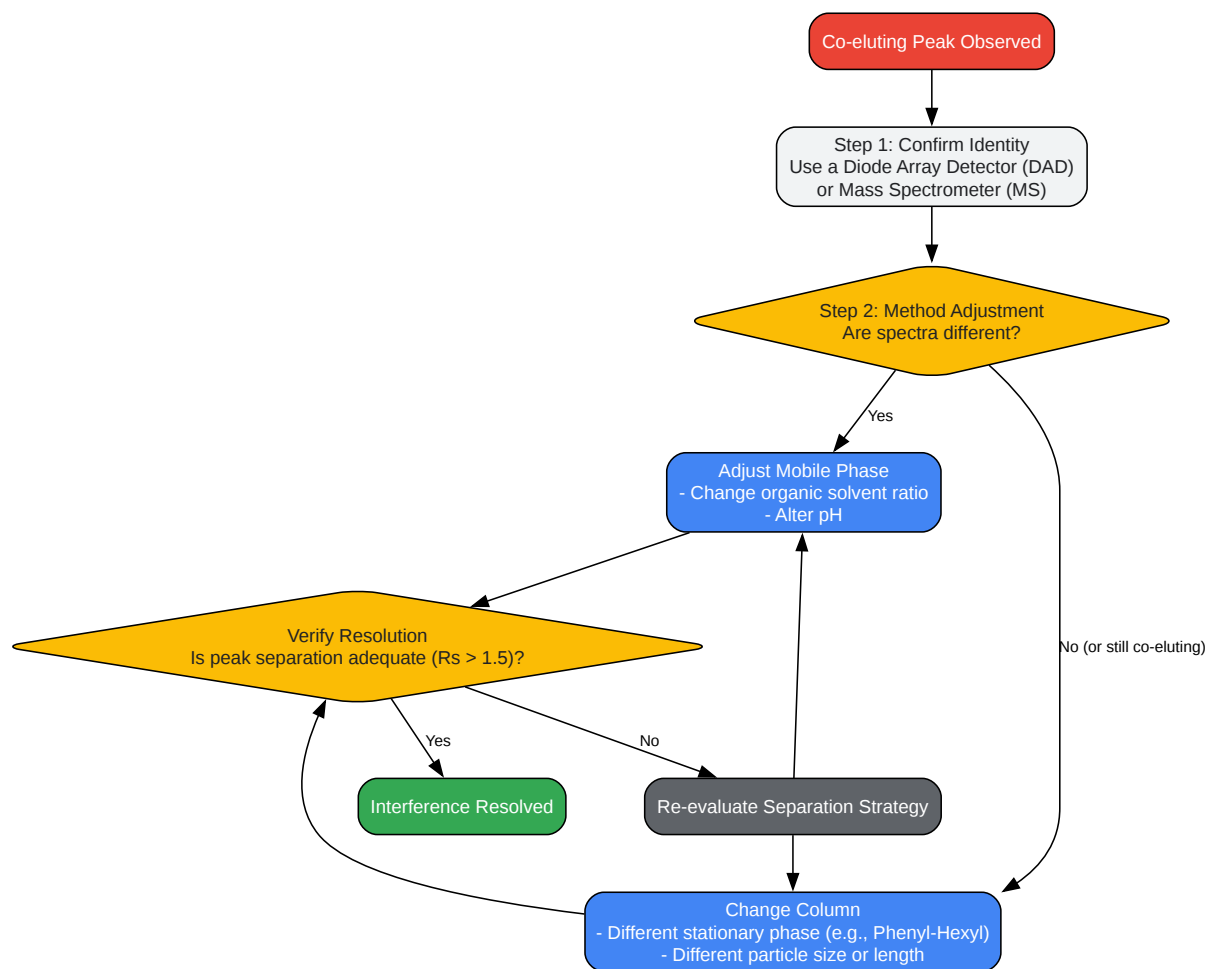 Co-eluting Peak Observed
Step 1: Confirm Identity
Use a Diode Array Detector (DAD)
or Mass Spectrometer (MS)
Step 2: Method Adjustment
Are spectra different?
Yes
Adjust Mobile Phase
- Change organic solvent ratio
- Alter pH
Verify Resolution
Is peak separation adequate (Rs > 1.5)?
No (or still co-eluting)
Yes
No
Interference Resolved
Re-evaluate Separation Strategy
Change Column
- Different stationary phase (e.g., Phenyl-Hexyl)
- Different particle size or length